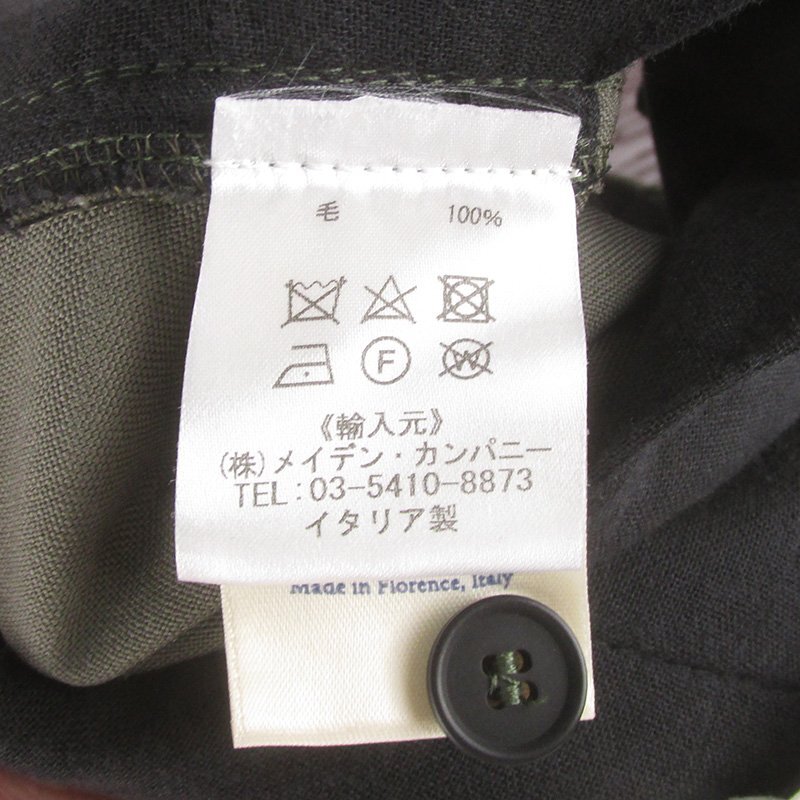 毛 100%
F W
《輸入元》
(株)メイデン・カンパニー
TEL:03-5410-8873
イタリア製
Made in Florence, Italy